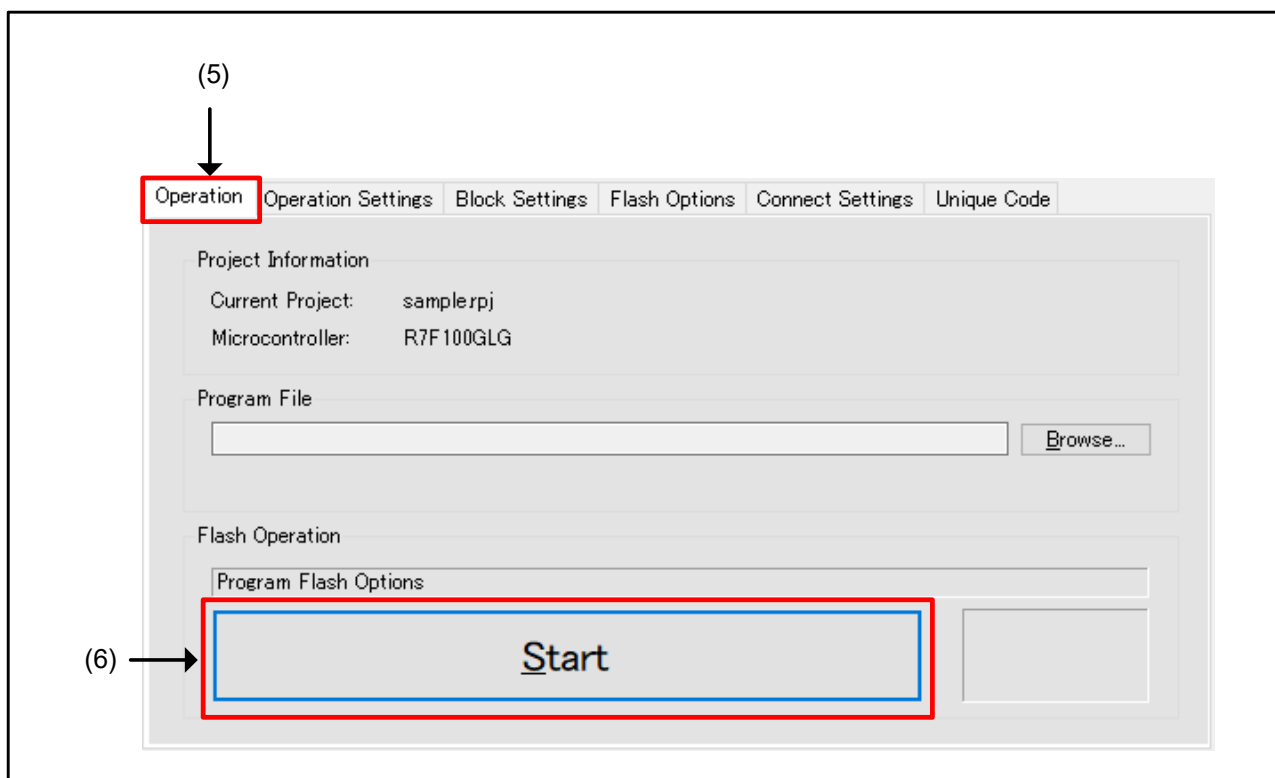 (5)
Operation Operation Settings Block Settings Flash Options Connect Settings Unique Code
Project Information
Current Project: sample.rpj
Microcontroller: R7F100GLG
Program File
Browse...
Flash Operation
Program Flash Options
(6) Start